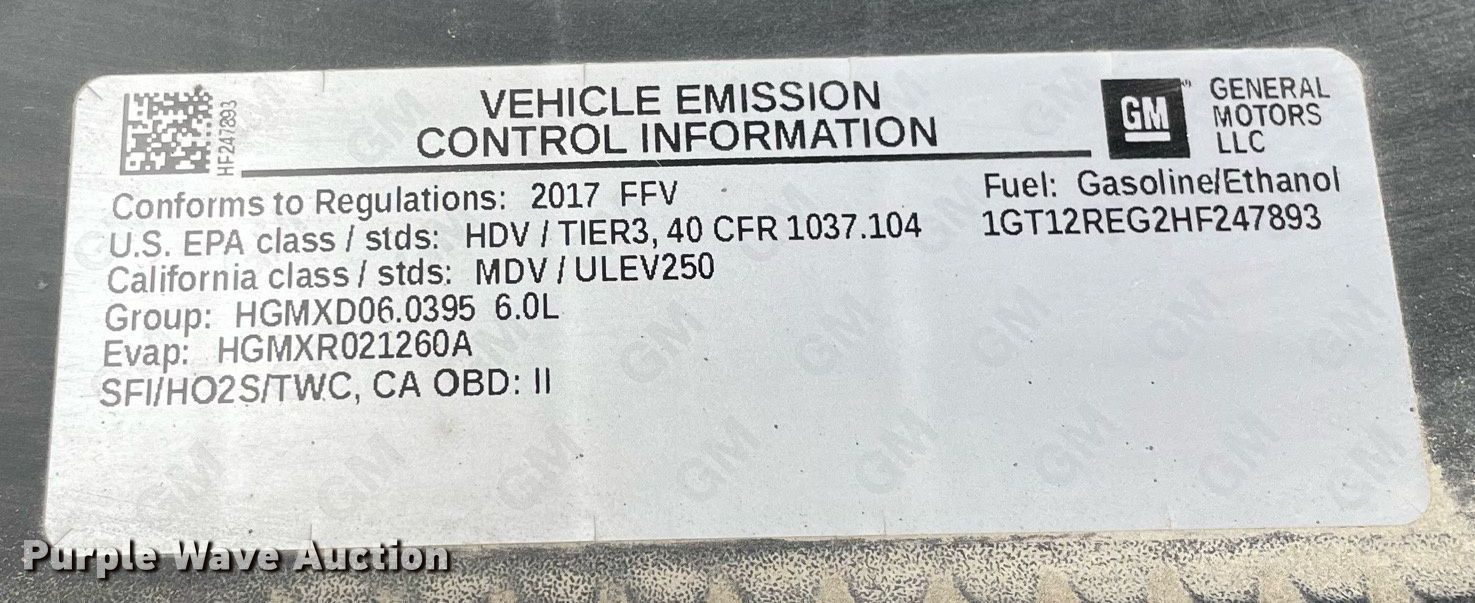 HF247893
VEHICLE EMISSION
CONTROL INFORMATION
GM
GENERAL
MOTORS
LLC
Conforms to Regulations: 2017 FFV
U.S. EPA class / stds: HDV / TIER3, 40 CFR 1037.104
California class / stds: MDV / ULEV250
Group: HGMXD06.0395 6.0L
Evap: HGMXR021260A
SFI/HO2S/TWC, CA OBD: II
Fuel: Gasoline/Ethanol
1GT12REG2HF247893
Purple Wave Auction